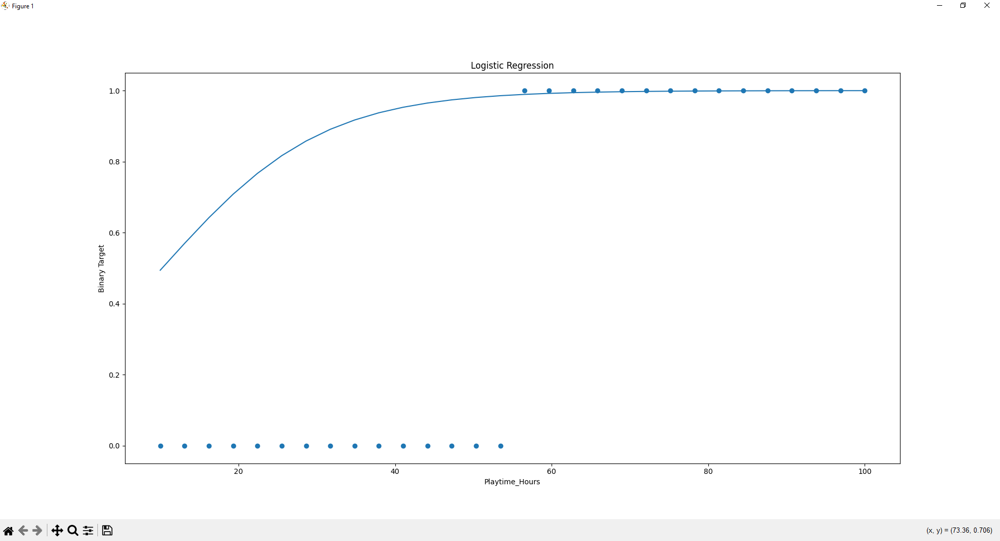 Figure 1
Logistic Regression
1.0
0.8
0.6
0.4
0.2
0.0
Binary Target
20 40 60 80 100
Playtime_Hours
(x, y) = (73.36, 0.706)